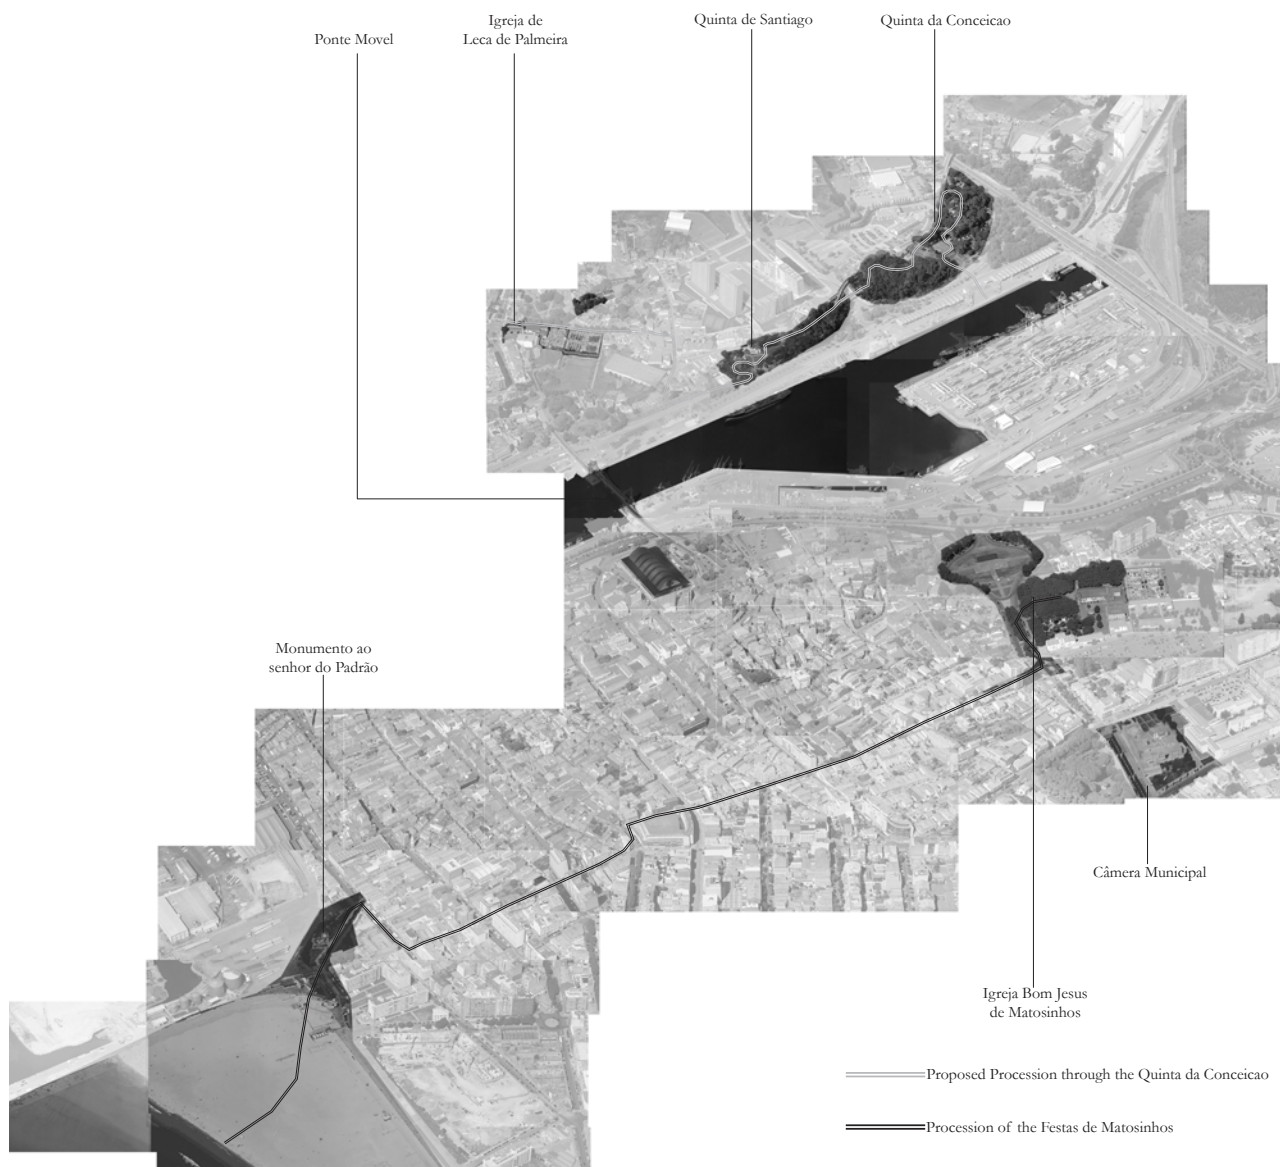 Ponte Movel
Igreja de
Leca de Palmeira
Quinta de Santiago
Quinta da Conceicao
Monumento ao
senhor do Padrão
Câmera Municipal
Igreja Bom Jesus
de Matosinhos
Proposed Procession through the Quinta da Conceicao
Procession of the Festas de Matosinhos